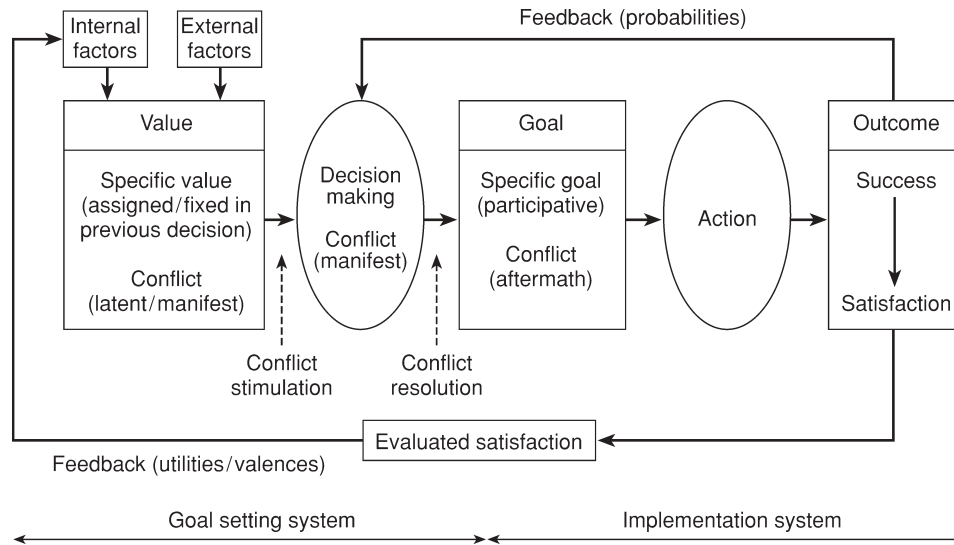 Feedback (probabilities)
Internal
factors
External
factors
Value
Specific value
(assigned/fixed in
previous decision)
Conflict
(latent/manifest)
Decision
making
Conflict
(manifest)
Goal
Specific goal
(participative)
Conflict
(aftermath)
Action
Outcome
Success
Satisfaction
Conflict
stimulation
Conflict
resolution
Evaluated satisfaction
Feedback (utilities/valences)
Goal setting system
Implementation system